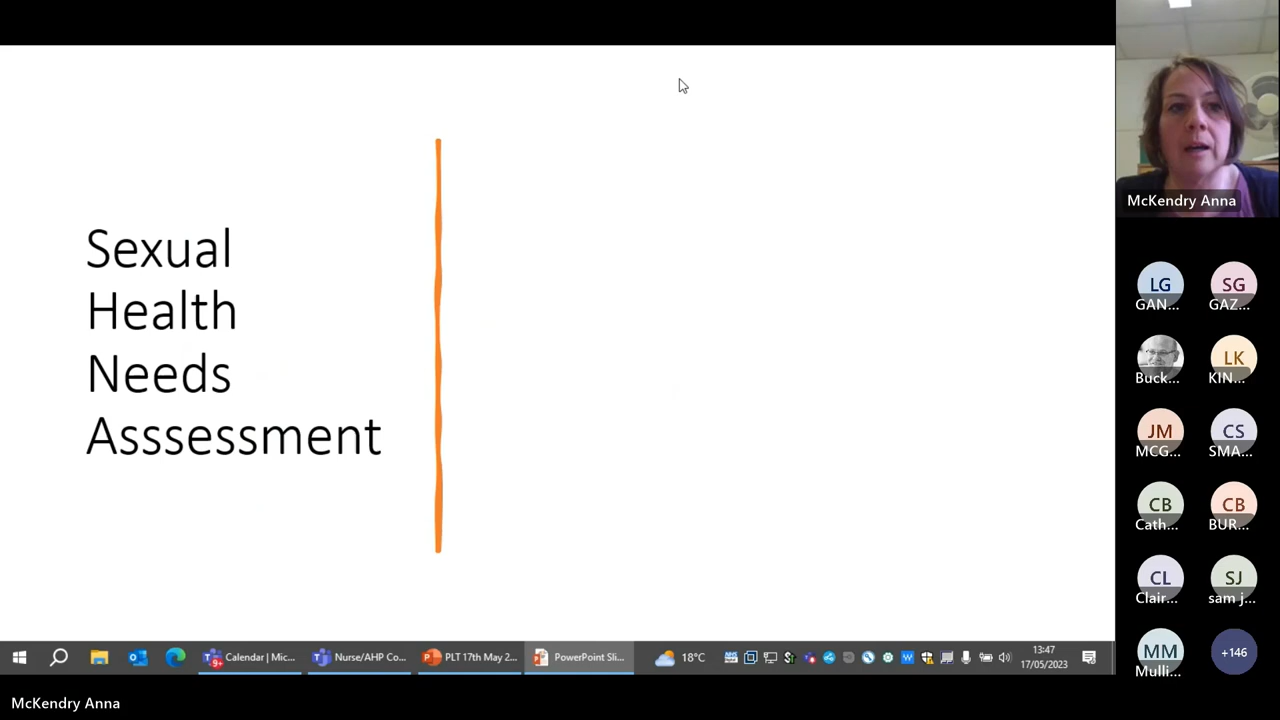 Sexual
Health
Needs
Asssessment
McKendry Anna
LG
GAN...
SG
GAZ...
Buck...
LK
KIN...
JM
MCG...
CS
SMA...
CB
Cath...
CB
BUR...
CL
Clair...
SJ
sam j...
MM
Mulli...
+146
9+
Calendar | Mic...
Nurse/AHP Co...
PLT 17th May 2...
PowerPoint Sli...
18°C
13:47
17/05/2023
McKendry Anna